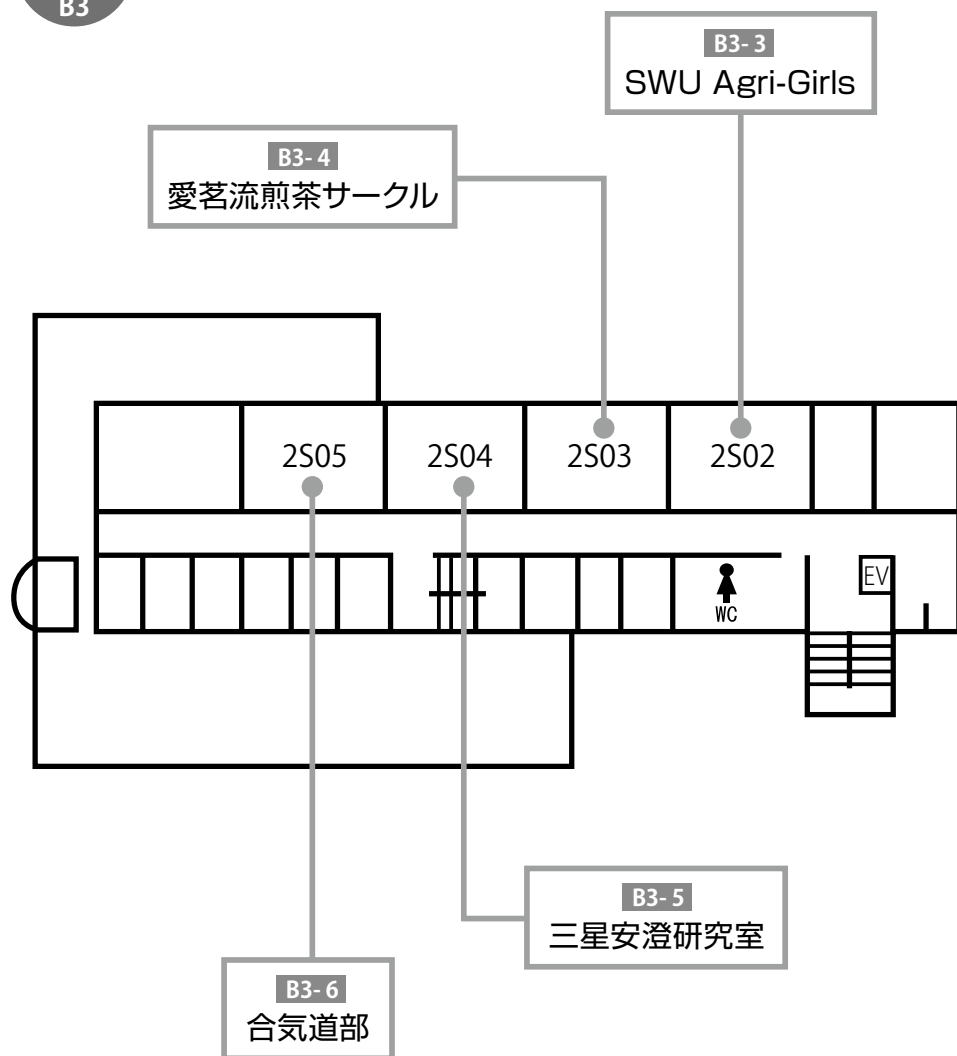 B3
B3-3
SWU Agri-Girls
B3-4
愛茗流煎茶サークル
2S05
2S04
2S03
2S02
EV
WC
B3-5
三星安澄研究室
B3-6
合気道部